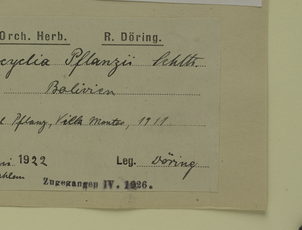 Orch. Herb. R. Döring.
cyclia Pflanzii Schltr.
Bolivien
Pflanz, Villa Montes, 1911
1922 Leg. Döring
Zugegangen IV. 1926.